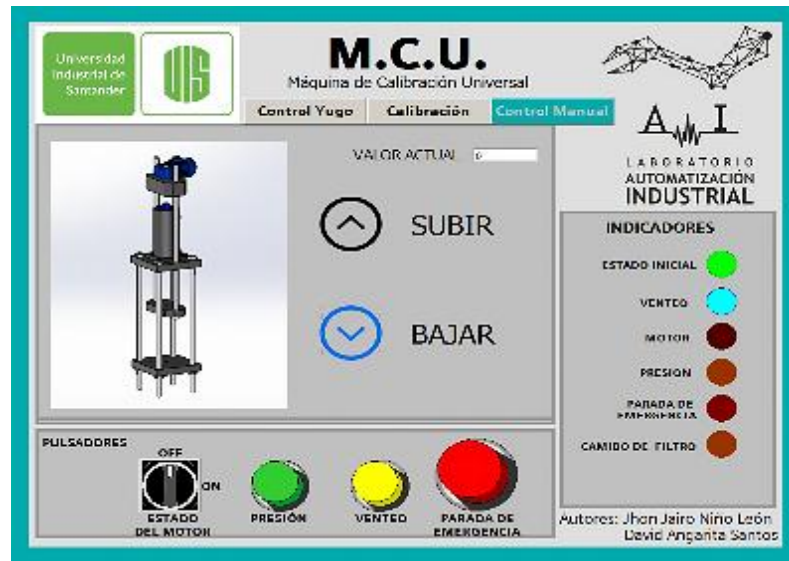 Universidad
Industrial de
Santander
UIS
M.C.U.
Máquina de Calibración Universal
Control Yugo
Calibración
Control Manual
A I
LABORATORIO
AUTOMATIZACIÓN
INDUSTRIAL
VALOR ACTUAL
SUBIR
BAJAR
INDICADORES
ESTADO INICIAL
VENTEO
MOTOR
PRESION
PARADA DE
EMERGENCIA
CAMIBO DE FILTRO
PULSADORES
OFF
ON
ESTADO
DEL MOTOR
PRESIÓN
VENTEO
PARADA DE
EMERGENCIA
Autores: Jhon Jairo Niño León
David Angarita Santos